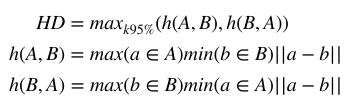 HD = max_{k95%}(h(A, B), h(B, A))
h(A, B) = max(a ∈ A)min(b ∈ B)||a − b||
h(B, A) = max(b ∈ B)min(a ∈ A)||a − b||